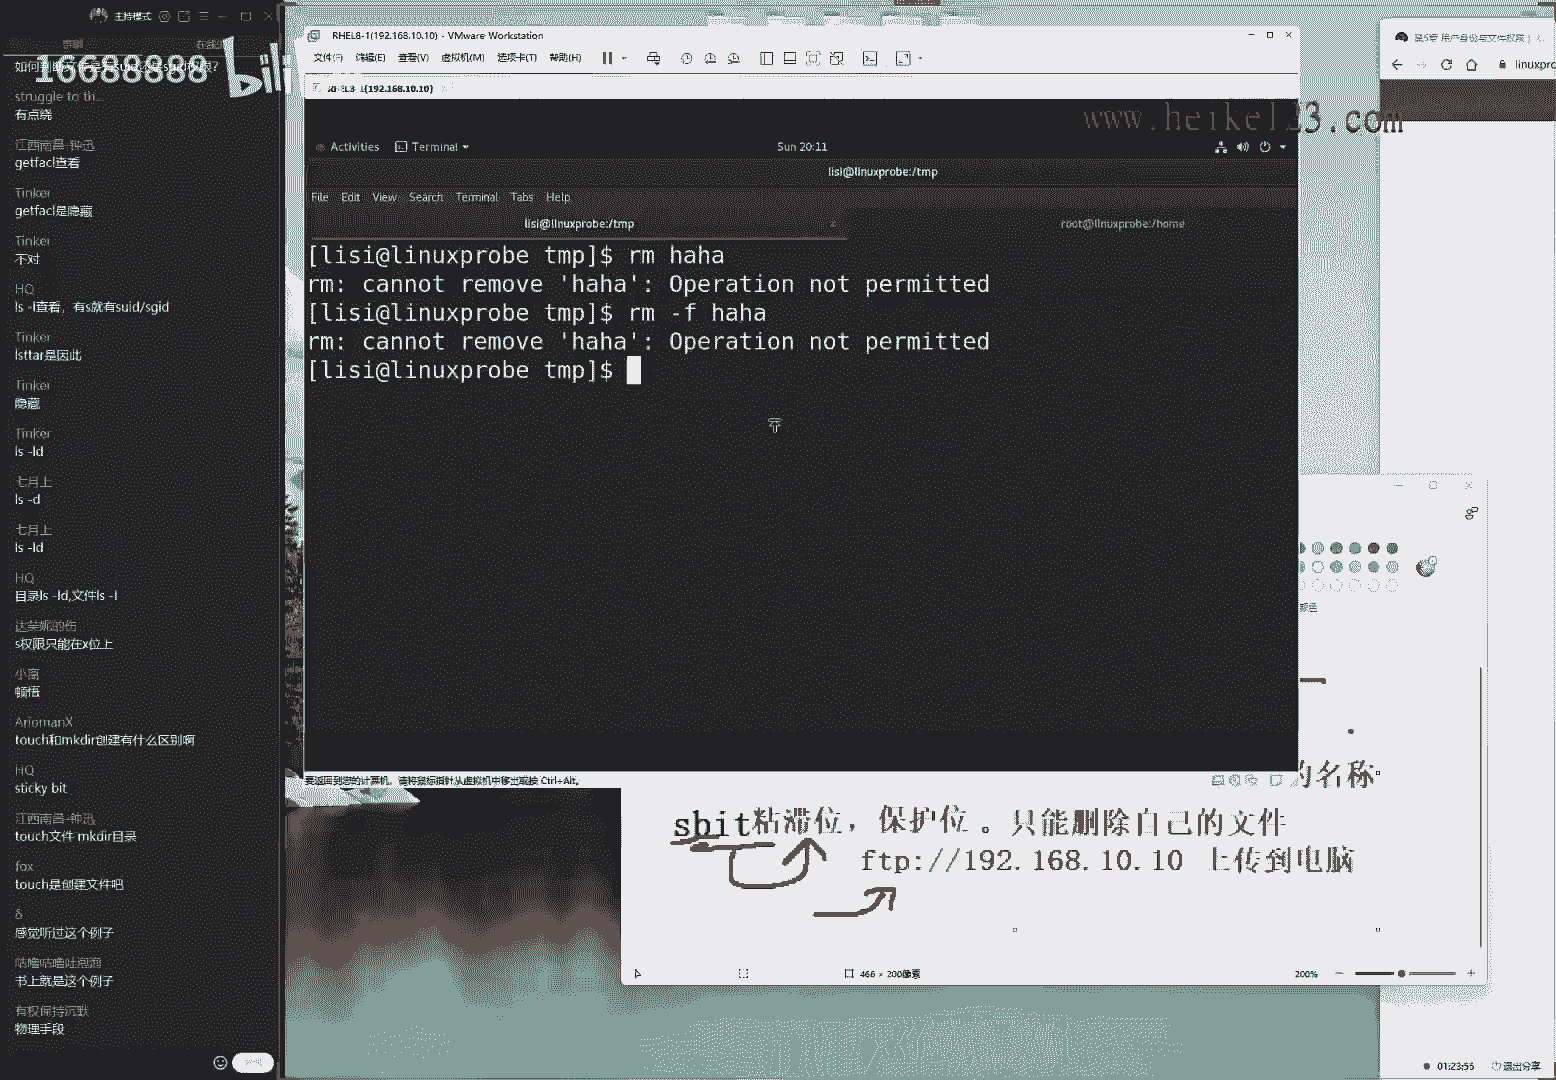 主持模式
16688888 bili
struggle to th...
有点绕
江西南昌-钟迅
getfacl查看
Tinker
getfacl是隐藏
Tinker
不对
HQ
ls -l查看，有s就有suid/sgid
Tinker
lsttar是因此
Tinker
隐藏
Tinker
ls -ld
七月上
ls -d
七月上
ls -ld
HQ
目录ls -ld,文件ls -l
达芙妮的伤
s权限只能在x位上
小南
顿悟
AriomanX
touch和mkdir创建有什么区别啊
HQ
sticky bit
江西南昌-钟迅
touch文件 mkdir目录
fox
touch是创建文件吧
δ
感觉听过这个例子
咕噜咕噜吐泡泡
书上就是这个例子
有权保持沉默
物理手段
RHEL8-1(192.168.10.10) - VMware Workstation
文件(F) 编辑(E) 查看(V) 虚拟机(M) 选项卡(T) 帮助(H)
RHEL8-1(192.168.10.10)
www.heike123.com
Activities Terminal Sun 20:11
lisi@linuxprobe:/tmp
File Edit View Search Terminal Tabs Help
lisi@linuxprobe:/tmp root@linuxprobe:/home
[lisi@linuxprobe tmp]$ rm haha
rm: cannot remove 'haha': Operation not permitted
[lisi@linuxprobe tmp]$ rm -f haha
rm: cannot remove 'haha': Operation not permitted
[lisi@linuxprobe tmp]$
要返回到您的计算机，请将鼠标指针从虚拟机中移出或按 Ctrl+Alt。
第5章 用户身份与文件权限
linuxpro
颜色
的名称
sbit粘滞位，保护位 。只能删除自己的文件
ftp://192.168.10.10 上传到电脑
466 × 200像素
200%
01:23:56 退出分享